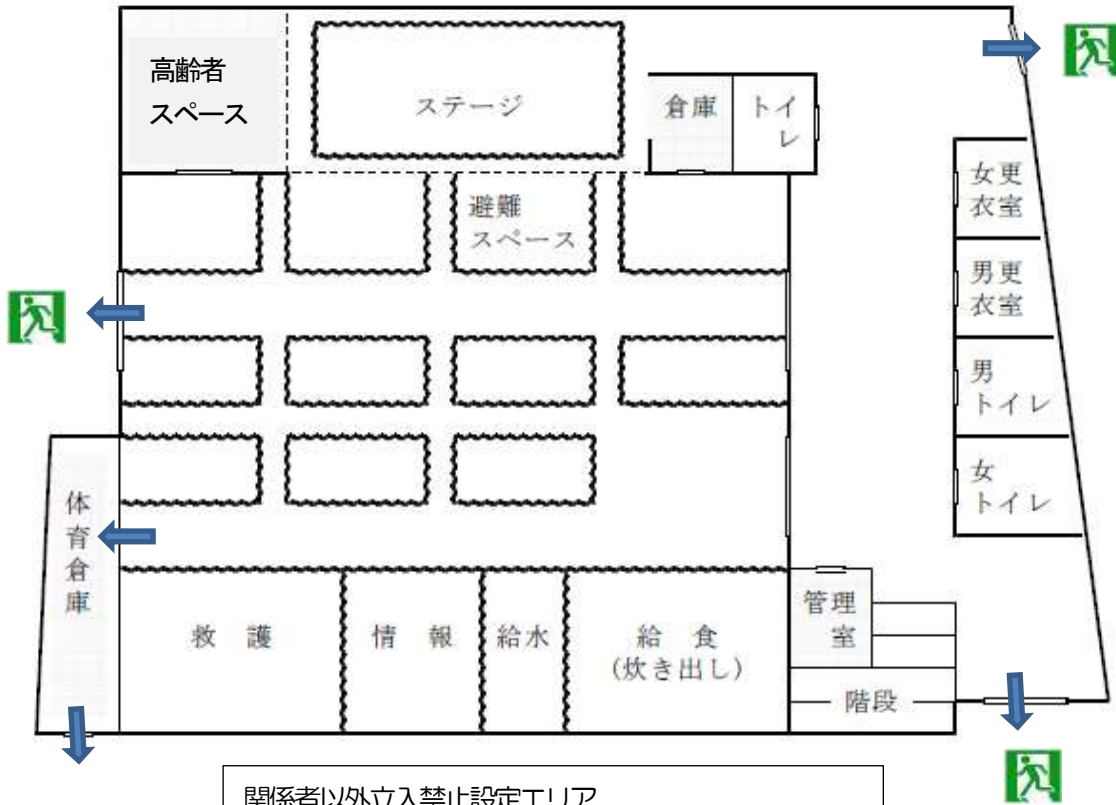 高齢者
スペース
ステージ
倉庫
トイ
レ
避難
スペース
女更
衣室
男更
衣室
男
トイレ
女
トイレ
体育倉庫
救 護
情 報
給水
給 食
(炊き出し)
管理
室
階段
関係者以外立入禁止設定エリア